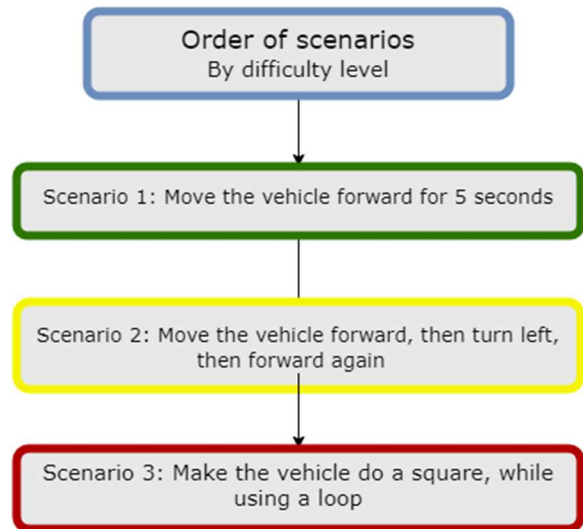 Order of scenarios
By difficulty level
Scenario 1: Move the vehicle forward for 5 seconds
Scenario 2: Move the vehicle forward, then turn left,
then forward again
Scenario 3: Make the vehicle do a square, while
using a loop